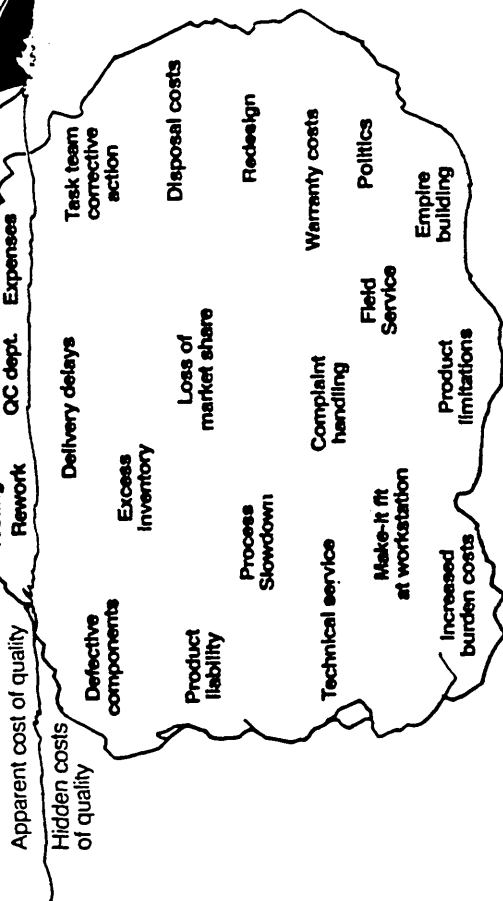 Rework
QC dept.
Expenses
Apparent cost of quality
Hidden costs
of quality
Defective
components
Delivery delays
Task team
corrective
action
Excess
Inventory
Product
liability
Loss of
market share
Disposal costs
Process
Slowdown
Redesign
Technical service
Complaint
handling
Warranty costs
Make-it fit
at workstation
Field
Service
Politics
Increased
burden costs
Product
limitations
Empire
building